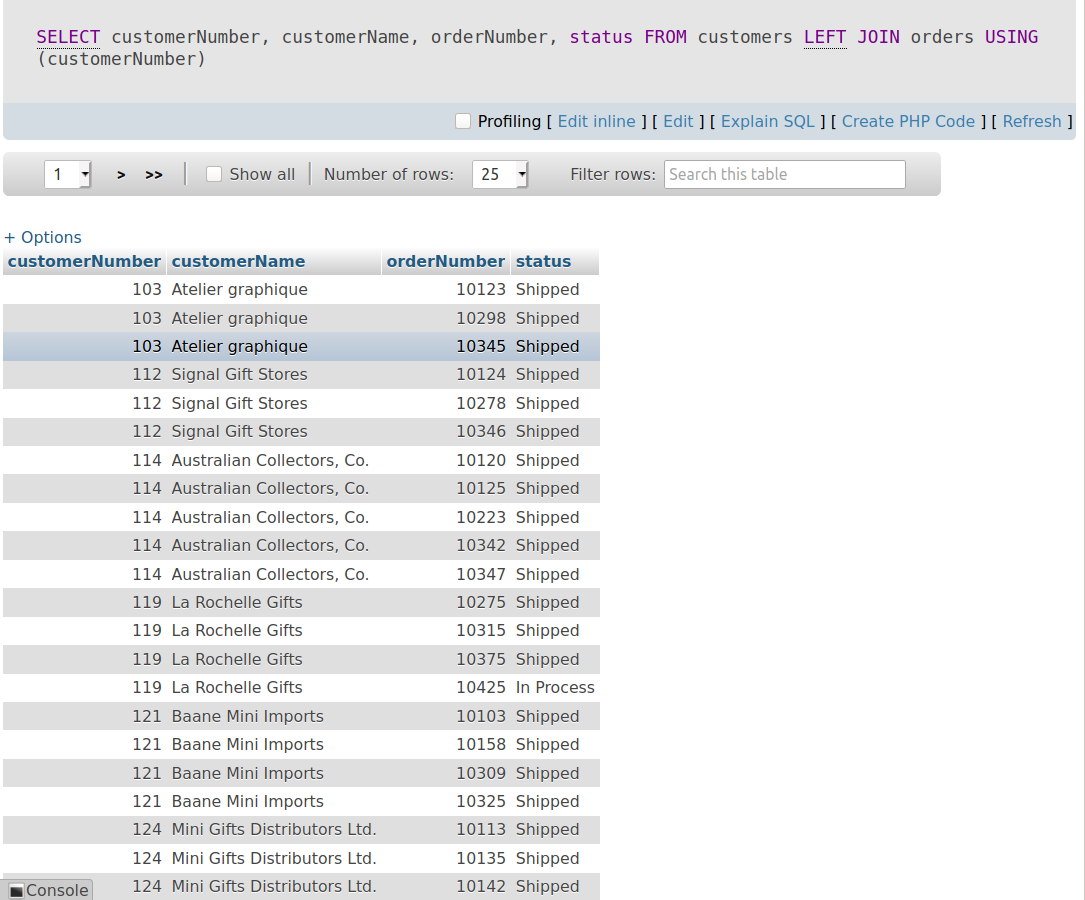 SELECT customerNumber, customerName, orderNumber, status FROM customers LEFT JOIN orders USING
(customerNumber)
Profiling [ Edit inline ] [ Edit ] [ Explain SQL ] [ Create PHP Code ] [ Refresh ]
1 > >> Show all Number of rows: 25 Filter rows: Search this table
+ Options
customerNumber customerName orderNumber status
103 Atelier graphique 10123 Shipped
103 Atelier graphique 10298 Shipped
103 Atelier graphique 10345 Shipped
112 Signal Gift Stores 10124 Shipped
112 Signal Gift Stores 10278 Shipped
112 Signal Gift Stores 10346 Shipped
114 Australian Collectors, Co. 10120 Shipped
114 Australian Collectors, Co. 10125 Shipped
114 Australian Collectors, Co. 10223 Shipped
114 Australian Collectors, Co. 10342 Shipped
114 Australian Collectors, Co. 10347 Shipped
119 La Rochelle Gifts 10275 Shipped
119 La Rochelle Gifts 10315 Shipped
119 La Rochelle Gifts 10375 Shipped
119 La Rochelle Gifts 10425 In Process
121 Baane Mini Imports 10103 Shipped
121 Baane Mini Imports 10158 Shipped
121 Baane Mini Imports 10309 Shipped
121 Baane Mini Imports 10325 Shipped
124 Mini Gifts Distributors Ltd. 10113 Shipped
124 Mini Gifts Distributors Ltd. 10135 Shipped
124 Mini Gifts Distributors Ltd. 10142 Shipped
Console